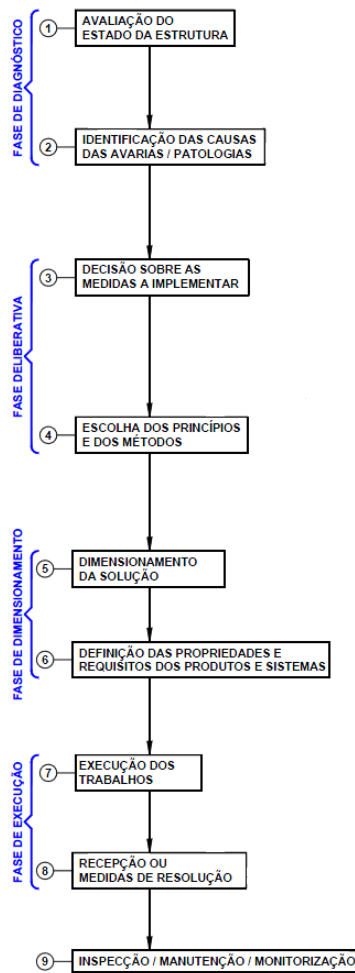 FASE DE DIAGNÓSTICO
1
AVALIAÇÃO DO
ESTADO DA ESTRUTURA
2
IDENTIFICAÇÃO DAS CAUSAS
DAS AVARIAS / PATOLOGIAS
FASE DELIBERATIVA
3
DECISÃO SOBRE AS
MEDIDAS A IMPLEMENTAR
4
ESCOLHA DOS PRINCÍPIOS
E DOS MÉTODOS
FASE DE DIMENSIONAMENTO
5
DIMENSIONAMENTO
DA SOLUÇÃO
6
DEFINIÇÃO DAS PROPRIEDADES E
REQUISITOS DOS PRODUTOS E SISTEMAS
FASE DE EXECUÇÃO
7
EXECUÇÃO DOS
TRABALHOS
8
RECEPÇÃO OU
MEDIDAS DE RESOLUÇÃO
9
INSPECÇÃO / MANUTENÇÃO / MONITORIZAÇÃO